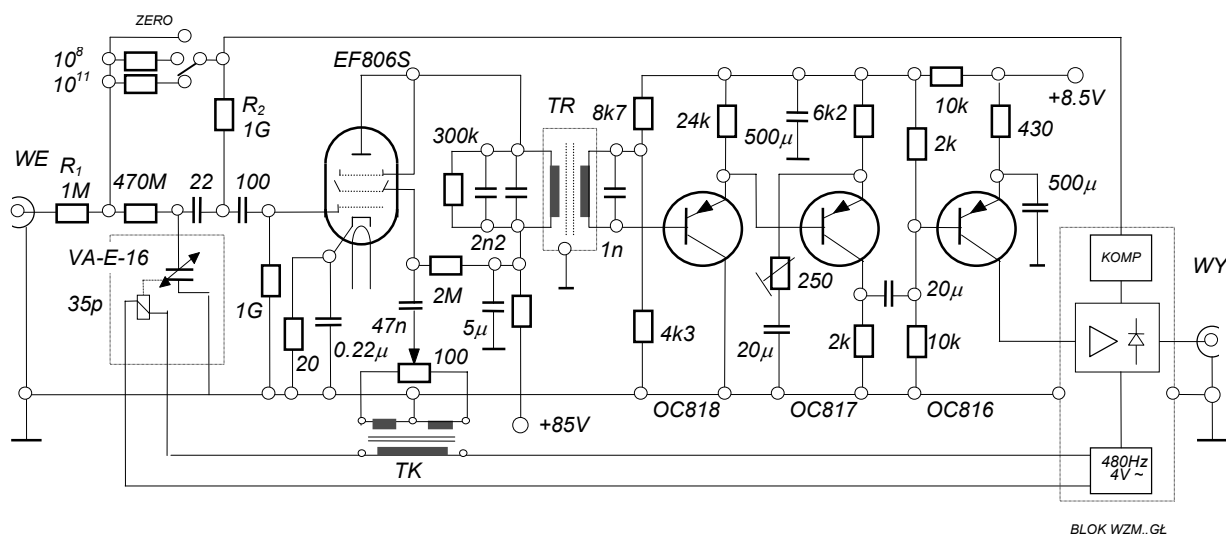 ZERO
10⁸
10¹¹
R₂
1G
EF806S
TR
8k7
24k
500µ
6k2
10k
+8.5V
2k
430
WE
R₁
1M
470M
22
100
300k
500µ
VA-E-16
35p
1G
20
0.22µ
47n
2M
5µ
2n2
1n
100
4k3
250
20µ
2k
20µ
10k
KOMP
WY
OC818
OC817
OC816
+85V
TK
480Hz
4V ~
BLOK WZM..GŁ